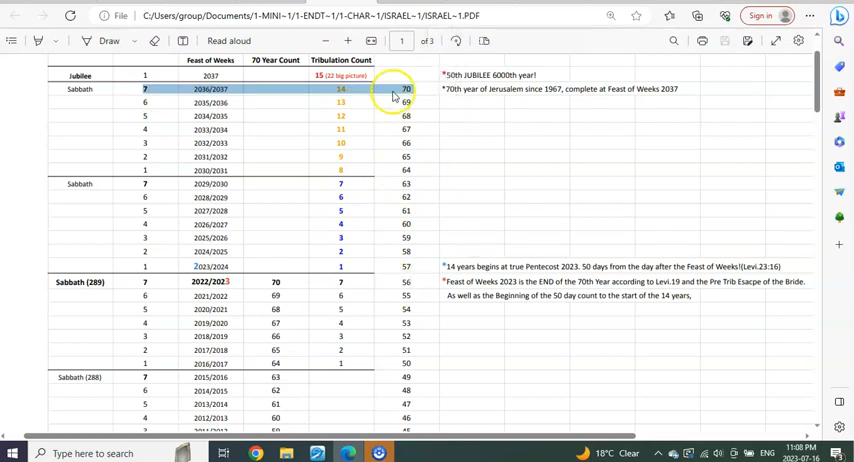 C:/Users/group/Documents/1-MINI~1/1-ENDT~1/1-CHAR~1/ISRAEL~1/ISRAEL~1.PDF
File
Sign in
Draw
Read aloud
1 of 3
Feast of Weeks 70 Year Count Tribulation Count
Jubilee 1 2037 15 (22 big picture) *50th JUBILEE 6000th year!
Sabbath 7 2036/2037 14 70 *70th year of Jerusalem since 1967, complete at Feast of Weeks 2037
6 2035/2036 13 69
5 2034/2035 12 68
4 2033/2034 11 67
3 2032/2033 10 66
2 2031/2032 9 65
1 2030/2031 8 64
Sabbath 7 2029/2030 7 63
6 2028/2029 6 62
5 2027/2028 5 61
4 2026/2027 4 60
3 2025/2026 3 59
2 2024/2025 2 58
1 2023/2024 1 57 *14 years begins at true Pentecost 2023. 50 days from the day after the Feast of Weeks!(Levi.23:16)
Sabbath (289) 7 2022/2023 70 7 56 *Feast of Weeks 2023 is the END of the 70th Year according to Levi.19 and the Pre Trib Esacpe of the Bride.
6 2021/2022 69 6 55 As well as the Beginning of the 50 day count to the start of the 14 years,
5 2020/2021 68 5 54
4 2019/2020 67 4 53
3 2018/2019 66 3 52
2 2017/2018 65 2 51
1 2016/2017 64 1 50
Sabbath (288) 7 2015/2016 63 49
6 2014/2015 62 48
5 2013/2014 61 47
4 2012/2013 60 46
3 2011/2012 59 45
Type here to search
18°C Clear
ENG
11:08 PM
2023-07-16